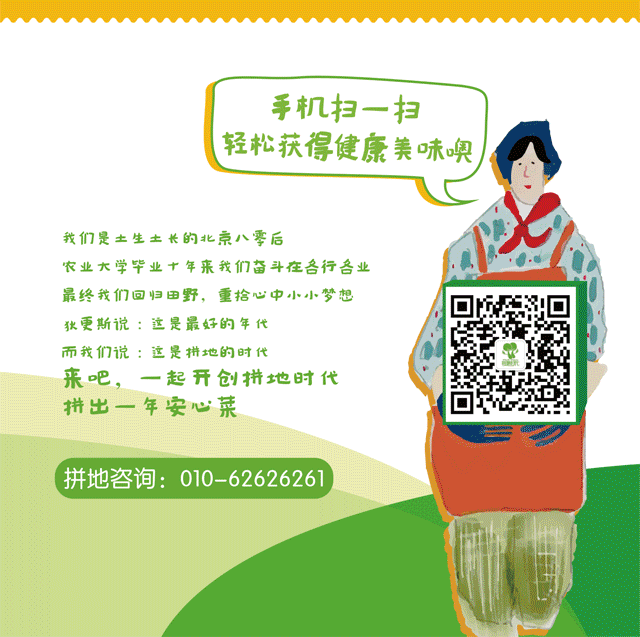 手机扫一扫
轻松获得健康美味噢
我们是土生土长的北京八零后
农业大学毕业十年来我们奋斗在各行各业
最终我们回归田野，重拾心中小小梦想
狄更斯说：这是最好的年代
而我们说：这是拼地的时代
来吧，一起开创拼地时代
拼出一年安心菜
拼地咨询：010-62626261